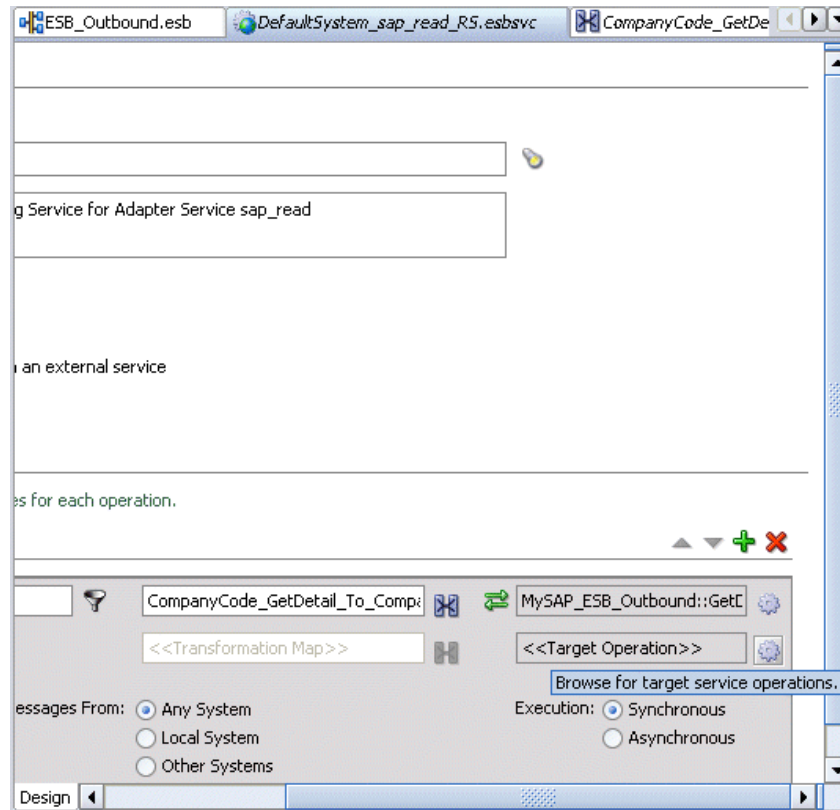 ESB_Outbound.esb
DefaultSystem_sap_read_RS.esbsvc
CompanyCode_GetDe
g Service for Adapter Service sap_read
an external service
es for each operation.
CompanyCode_GetDetail_To_Compa
MySAP_ESB_Outbound::GetD
<<Transformation Map>>
<<Target Operation>>
Browse for target service operations.
essages From:
Any System
Execution:
Synchronous
Local System
Asynchronous
Other Systems
Design